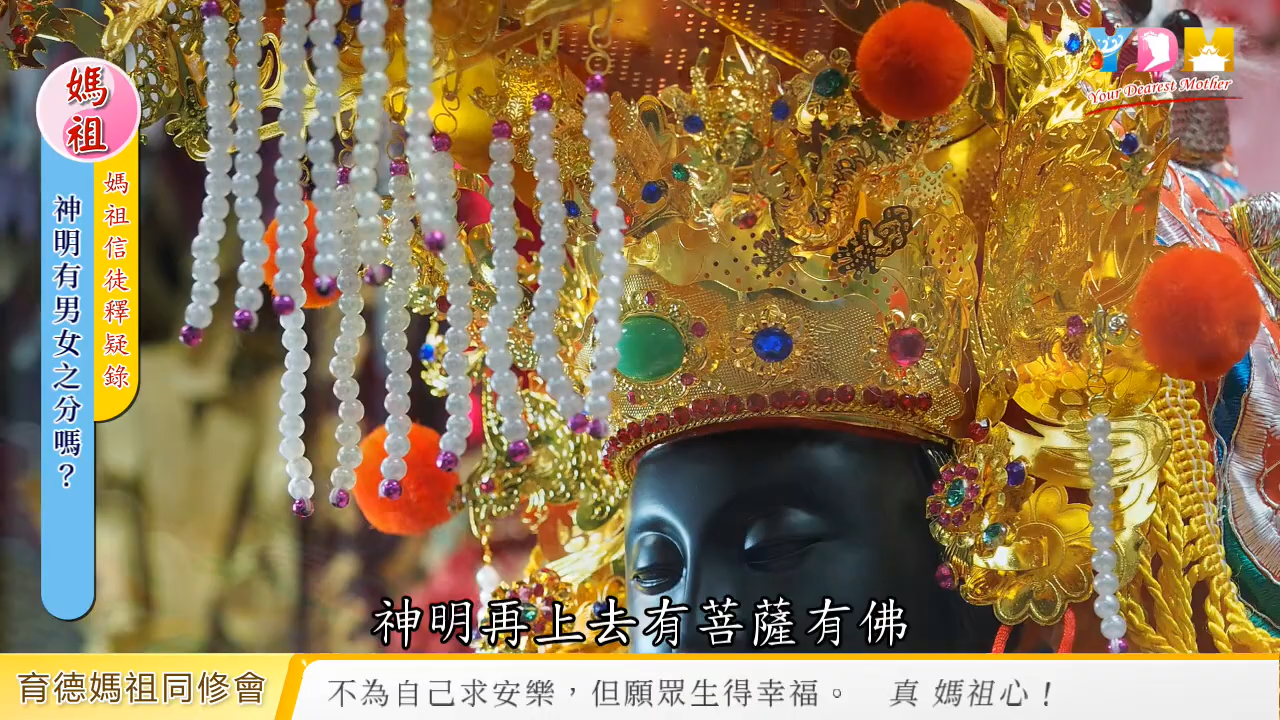 媽祖
媽祖信徒釋疑錄
神明有男女之分嗎？
Your Dearest Mother
神明再上去有菩薩有佛
育德媽祖同修會
不為自己求安樂，但願眾生得幸福。 真 媽祖心！